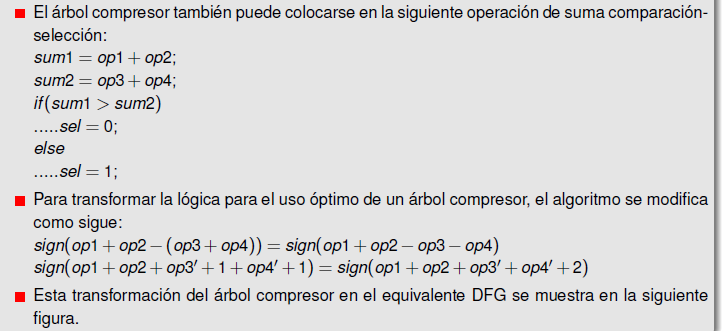 El árbol compresor también puede colocarse en la siguiente operación de suma comparación-
selección:
sum1 = op1 + op2;
sum2 = op3 + op4;
if(sum1 > sum2)
.....sel = 0;
else
.....sel = 1;
Para transformar la lógica para el uso óptimo de un árbol compresor, el algoritmo se modifica
como sigue:
sign(op1 + op2 − (op3 + op4)) = sign(op1 + op2 − op3 − op4)
sign(op1 + op2 + op3′ + 1 + op4′ + 1) = sign(op1 + op2 + op3′ + op4′ + 2)
Esta transformación del árbol compresor en el equivalente DFG se muestra en la siguiente
figura.